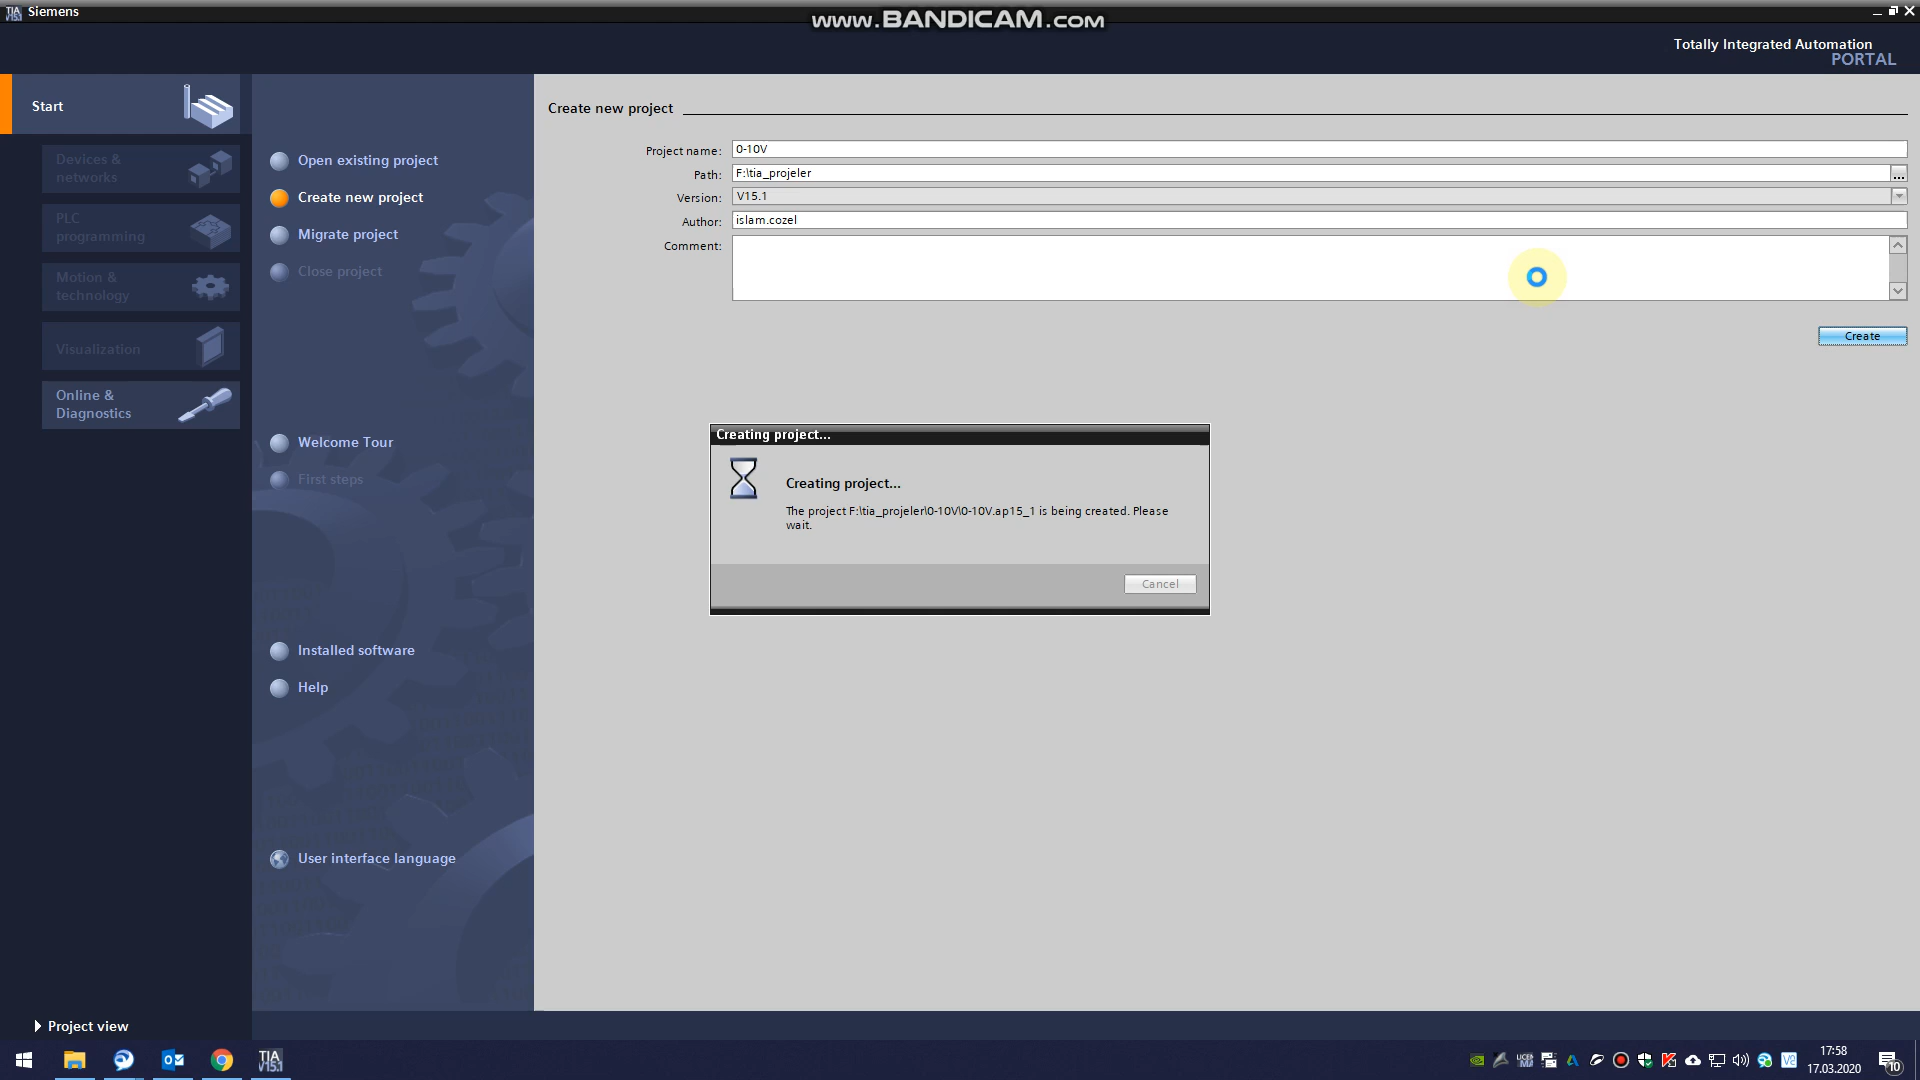 Siemens
www.BANDICAM.com
Totally Integrated Automation
PORTAL
Start
Devices &
networks
PLC
programming
Motion &
technology
Visualization
Online &
Diagnostics
Open existing project
Create new project
Migrate project
Close project
Welcome Tour
First steps
Installed software
Help
User interface language
Create new project
Project name: 0-10V
Path: F:\tia_projeler
...
Version: V15.1
Author: islam.cozel
Comment:
Create
Creating project...
Creating project...
The project F:\tia_projeler\0-10V\0-10V.ap15_1 is being created. Please
wait.
Cancel
Project view
TIA
V15.1
17:58
17.03.2020
10